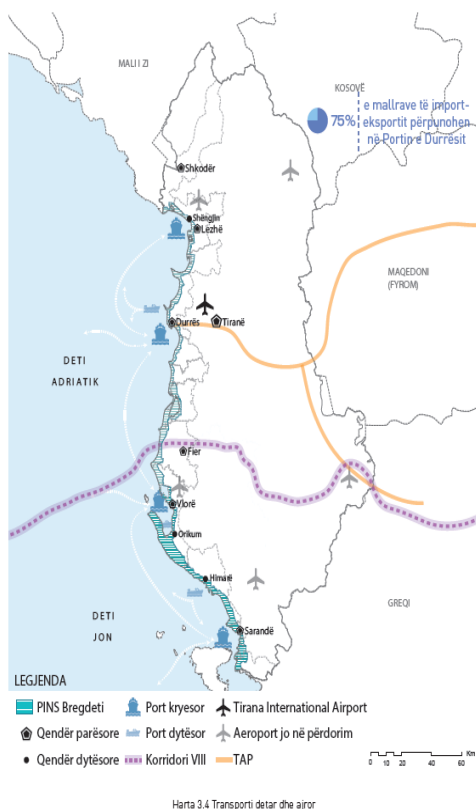 MALI I ZI
KOSOVË
75%
e mallrave të import-
eksportit përpunohen
në Portin e Durrësit
Shkodër
Shëngjin
Lezhë
MAQEDONI
(FYROM)
Durrës
Tiranë
DETI
ADRIATIK
Fier
Vlorë
Orikum
Himarë
DETI
JON
GREQI
Sarandë
LEGJENDA
PINS Bregdeti
Port kryesor
Tirana International Airport
Qendër parësore
Port dytësor
Aeroport jo në përdorim
Qendër dytësore
Korridori VIII
TAP
Km
0 10 20 40 60
Harta 3.4 Transporti detar dhe ajror